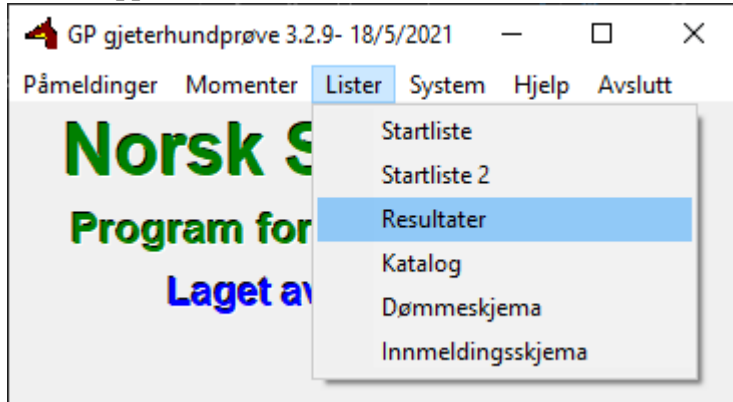 GP gjeterhundprøve 3.2.9- 18/5/2021
Påmeldinger Momenter Lister System Hjelp Avslutt
Norsk S
Program for
Laget av
Startliste
Startliste 2
Resultater
Katalog
Dømmeskjema
Innmeldingsskjema